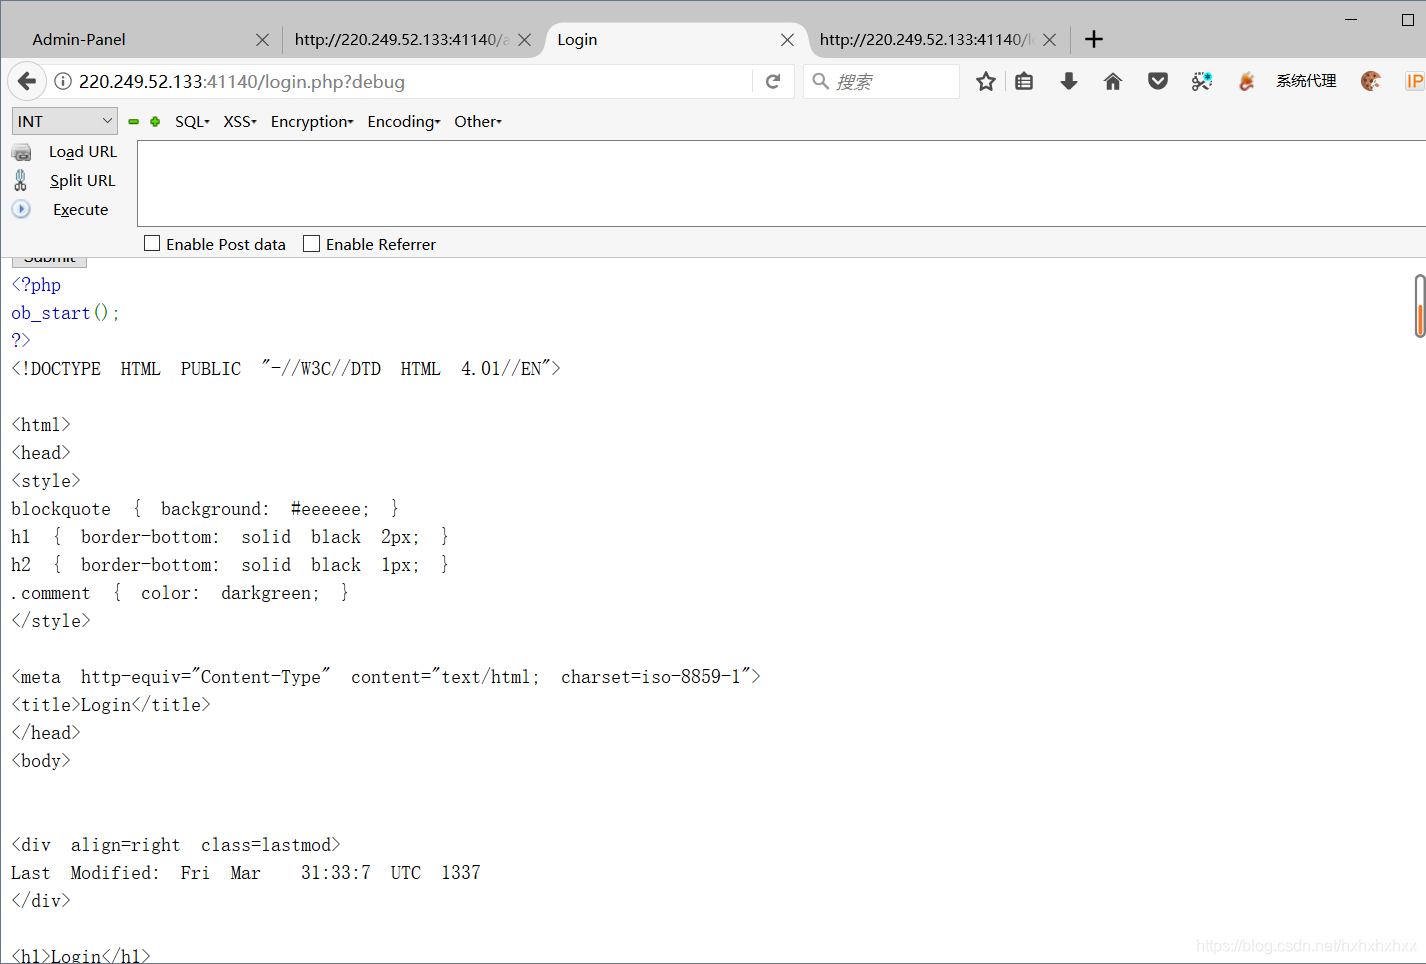 Admin-Panel
http://220.249.52.133:41140/a
Login
http://220.249.52.133:41140/l
220.249.52.133:41140/login.php?debug
搜索
系统代理
IP
INT
SQL
XSS
Encryption
Encoding
Other
Load URL
Split URL
Execute
Enable Post data
Enable Referrer
Submit
<?php
ob_start();
?>
<!DOCTYPE HTML PUBLIC "-//W3C//DTD HTML 4.01//EN">
<html>
<head>
<style>
blockquote { background: #eeeeee; }
h1 { border-bottom: solid black 2px; }
h2 { border-bottom: solid black 1px; }
.comment { color: darkgreen; }
</style>
<meta http-equiv="Content-Type" content="text/html; charset=iso-8859-1">
<title>Login</title>
</head>
<body>
<div align=right class=lastmod>
Last Modified: Fri Mar 31:33:7 UTC 1337
</div>
<h1>Login</h1>
https://blog.csdn.net/hxhxhxhxx